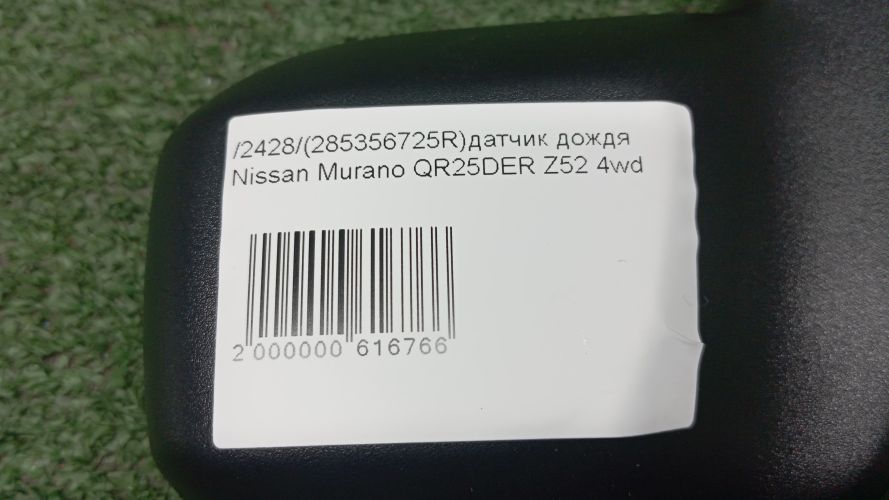 /2428/(285356725R)датчик дождя
Nissan Murano QR25DER Z52 4wd
2 000000 616766